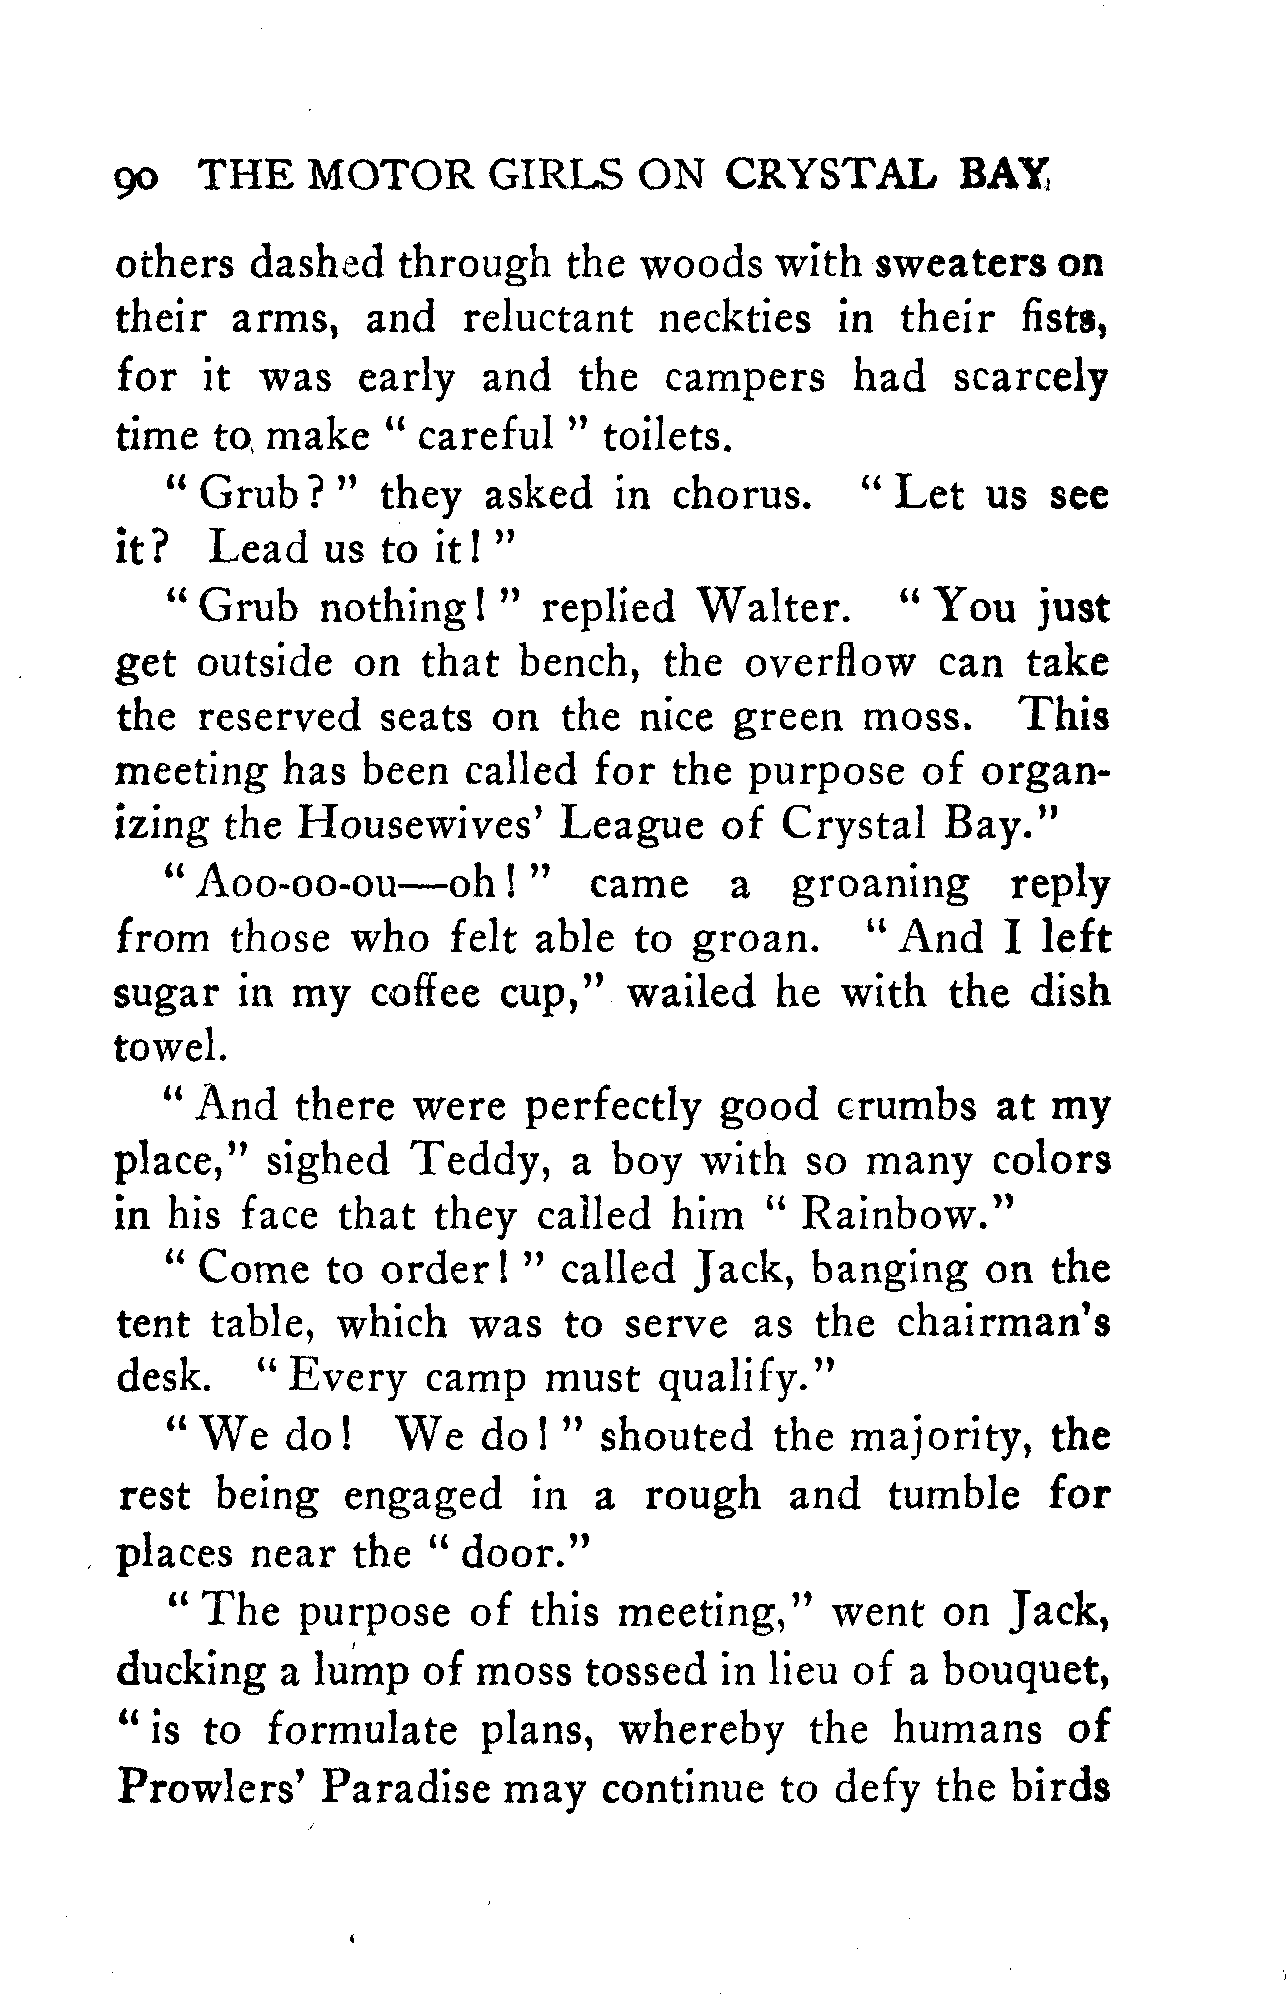 90 THE MOTOR GIRLS ON CRYSTAL BAY
others dashed through the woods with sweaters on
their arms, and reluctant neckties in their fists,
for it was early and the campers had scarcely
time to make " careful " toilets.
" Grub? " they asked in chorus. " Let us see
it? Lead us to it! "
" Grub nothing! " replied Walter. " You just
get outside on that bench, the overflow can take
the reserved seats on the nice green moss. This
meeting has been called for the purpose of organ-
izing the Housewives' League of Crystal Bay."
" Aoo-oo-ou—oh! " came a groaning reply
from those who felt able to groan. " And I left
sugar in my coffee cup," wailed he with the dish
towel.
" And there were perfectly good crumbs at my
place," sighed Teddy, a boy with so many colors
in his face that they called him " Rainbow."
" Come to order! " called Jack, banging on the
tent table, which was to serve as the chairman's
desk. " Every camp must qualify."
" We do! We do! " shouted the majority, the
rest being engaged in a rough and tumble for
places near the " door."
" The purpose of this meeting," went on Jack,
ducking a lump of moss tossed in lieu of a bouquet,
" is to formulate plans, whereby the humans of
Prowlers' Paradise may continue to defy the birds